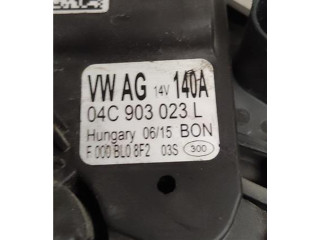 VW AG 14V 140A
04C 903 023 L
Hungary 06/15 BON
F 000 BL0 8F2 03S 300